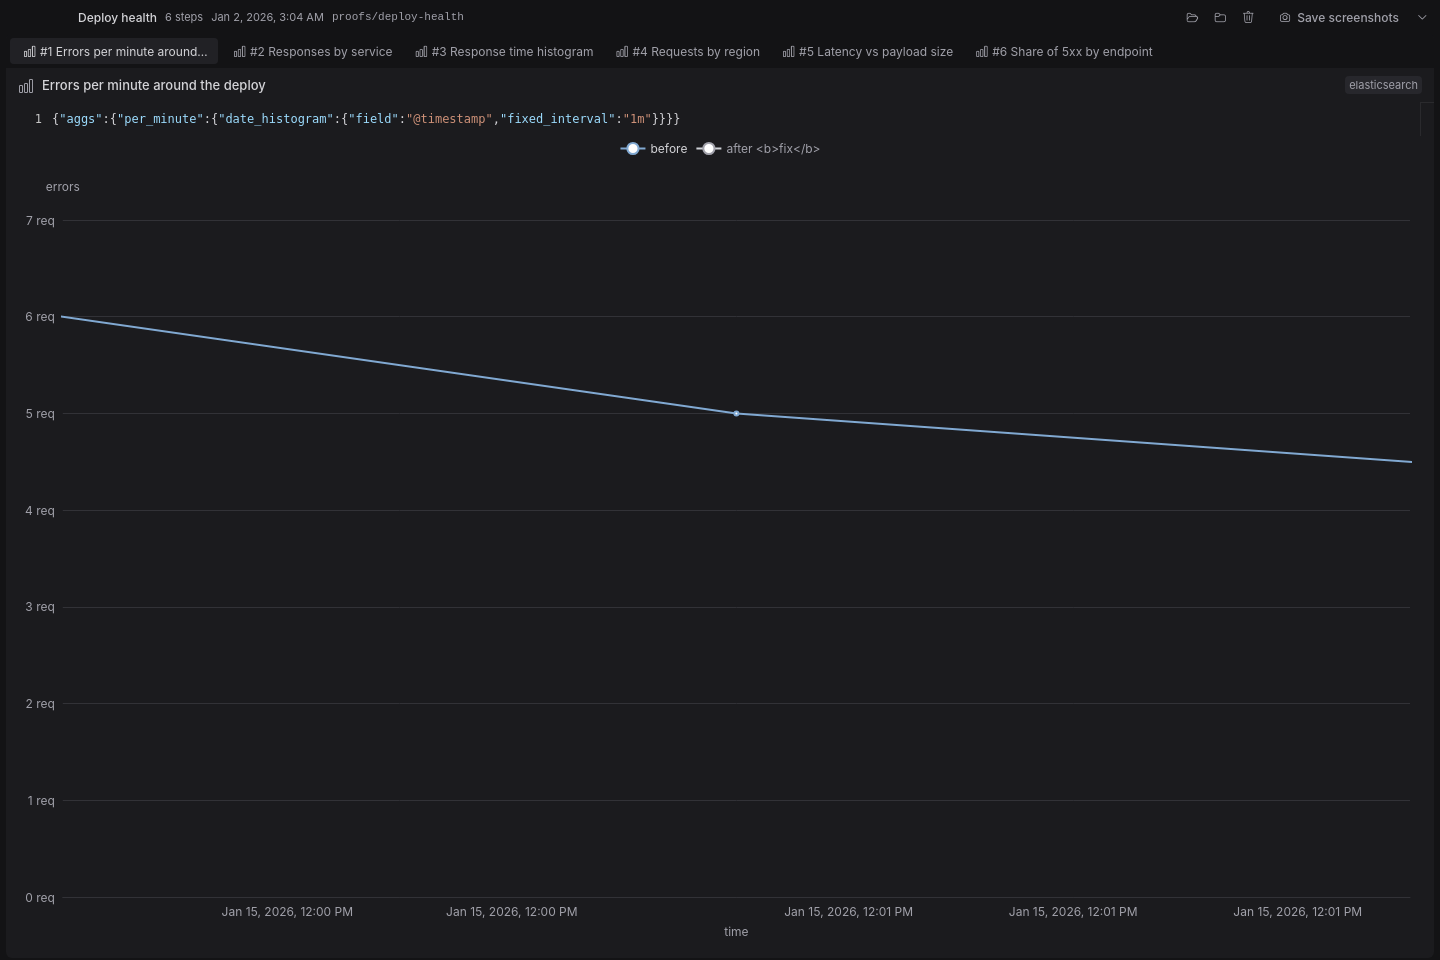 Deploy health 6 steps Jan 2, 2026, 3:04 AM proofs/deploy-health Save screenshots
#1 Errors per minute around... #2 Responses by service #3 Response time histogram #4 Requests by region #5 Latency vs payload size #6 Share of 5xx by endpoint
Errors per minute around the deploy elasticsearch
1 {"aggs":{"per_minute":{"date_histogram":{"field":"@timestamp","fixed_interval":"1m"}}}}
before after <b>fix</b>
errors
7 req
6 req
5 req
4 req
3 req
2 req
1 req
0 req
Jan 15, 2026, 12:00 PM Jan 15, 2026, 12:00 PM Jan 15, 2026, 12:01 PM Jan 15, 2026, 12:01 PM Jan 15, 2026, 12:01 PM
time